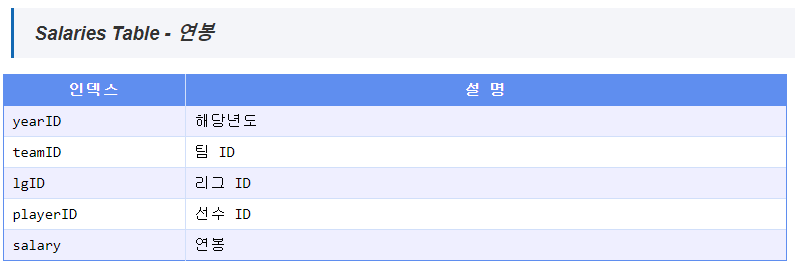 Salaries Table - 연봉
인덱스 설 명
yearID 해당년도
teamID 팀 ID
lgID 리그 ID
playerID 선수 ID
salary 연봉